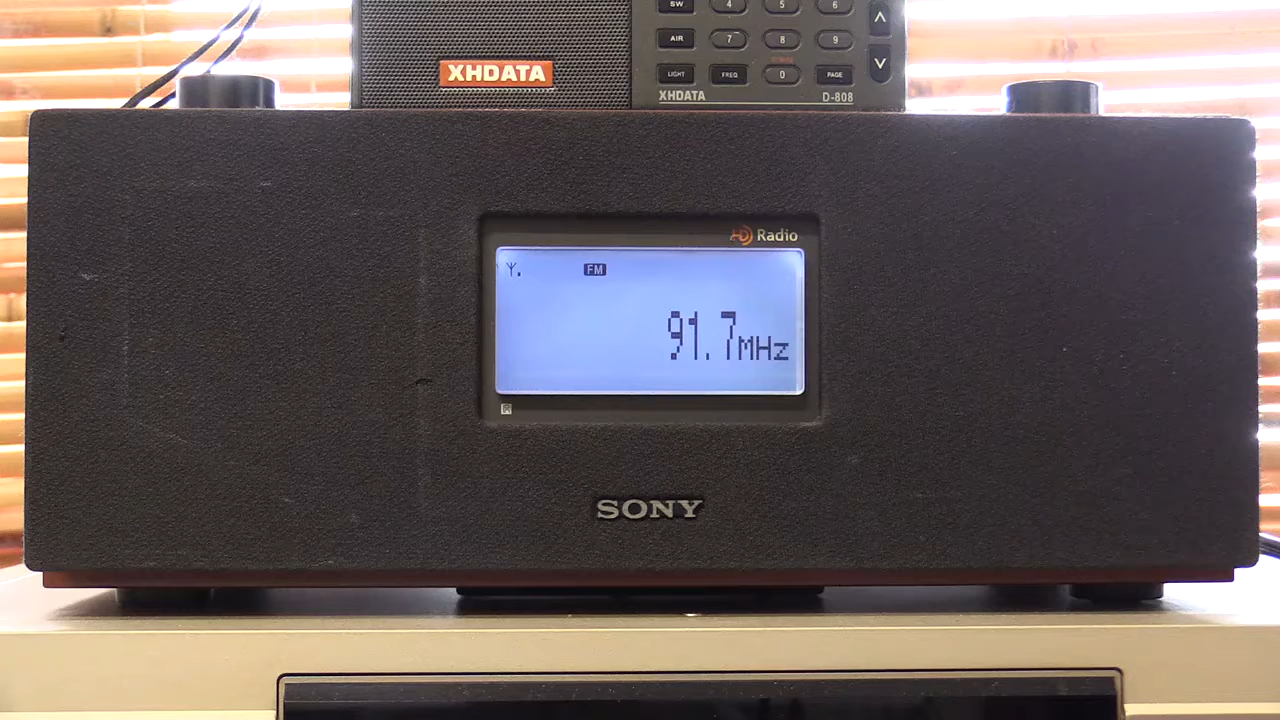 SW 4 5 6
AIR 7 8 9
XHDATA
LIGHT FREQ 0 PAGE
XHDATA D-808
HD Radio
FM
91.7MHz
SONY